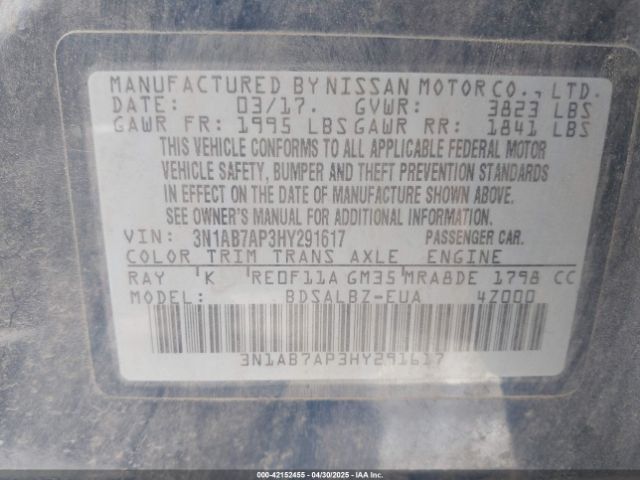 MANUFACTURED BY NISSAN MOTOR CO., LTD.
DATE: 03/17. GVWR: 3823 LBS
GAWR FR: 1995 LBS GAWR RR: 1841 LBS
THIS VEHICLE CONFORMS TO ALL APPLICABLE FEDERAL MOTOR
VEHICLE SAFETY, BUMPER AND THEFT PREVENTION STANDARDS
IN EFFECT ON THE DATE OF MANUFACTURE SHOWN ABOVE.
SEE OWNER'S MANUAL FOR ADDITIONAL INFORMATION.
VIN: 3N1AB7AP3HY291617 PASSENGER CAR.
COLOR TRIM TRANS AXLE ENGINE
RAY K RE0F11A GM35 MRA8DE 1798 CC
MODEL: BDSALBZ-EUA 4Z000
3N1AB7AP3HY291617
000-42152455 04/30/2025 IAA Inc.